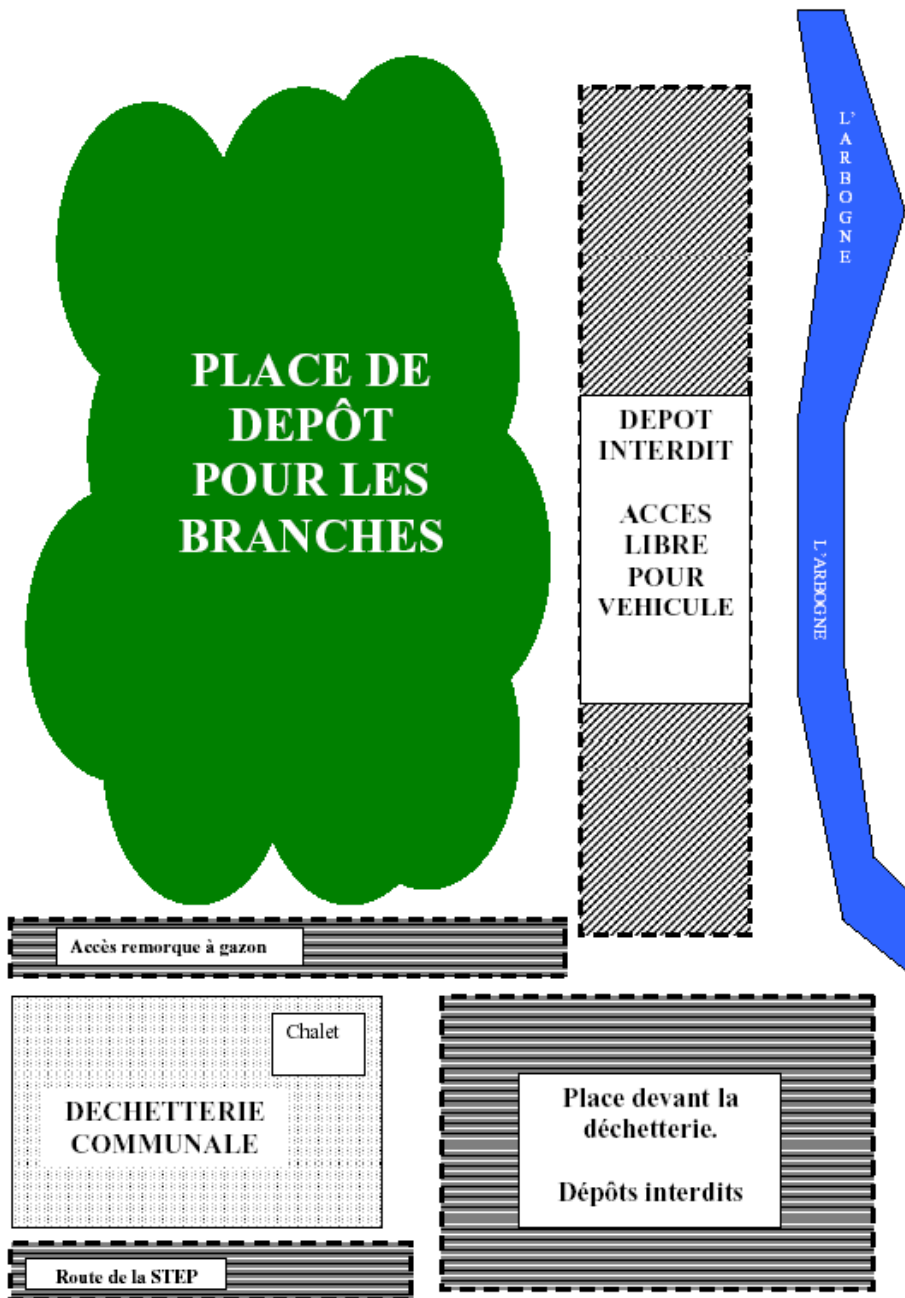 L'
A
R
B
O
G
N
E
PLACE DE
DEPÔT
POUR LES
BRANCHES
DEPOT
INTERDIT
ACCES
LIBRE
POUR
VEHICULE
L'ARBOGNE
Accès remorque à gazon
Chalet
DECHETTERIE
COMMUNALE
Place devant la
déchetterie.
Dépôts interdits
Route de la STEP